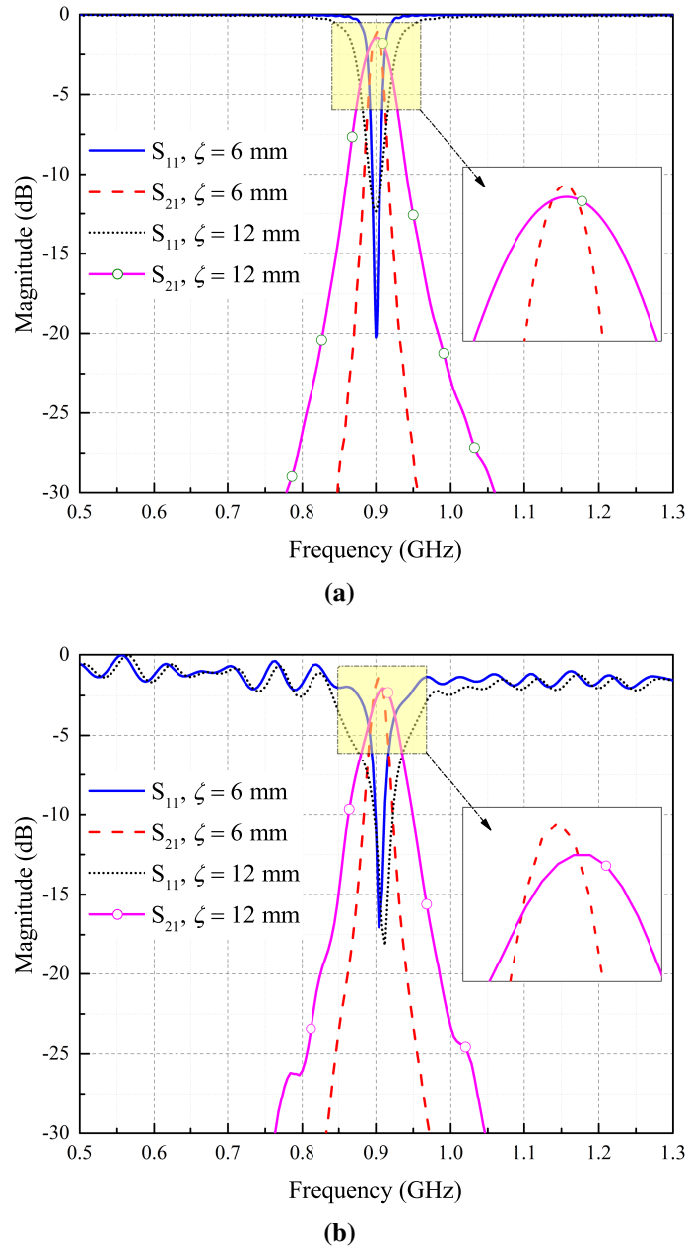 0
-5
-10
-15
-20
-25
-30
Magnitude (dB)
S11, ζ = 6 mm
S21, ζ = 6 mm
S11, ζ = 12 mm
S21, ζ = 12 mm
0.5 0.6 0.7 0.8 0.9 1.0 1.1 1.2 1.3
Frequency (GHz)
(a)
0
-5
-10
-15
-20
-25
-30
Magnitude (dB)
S11, ζ = 6 mm
S21, ζ = 6 mm
S11, ζ = 12 mm
S21, ζ = 12 mm
0.5 0.6 0.7 0.8 0.9 1.0 1.1 1.2 1.3
Frequency (GHz)
(b)